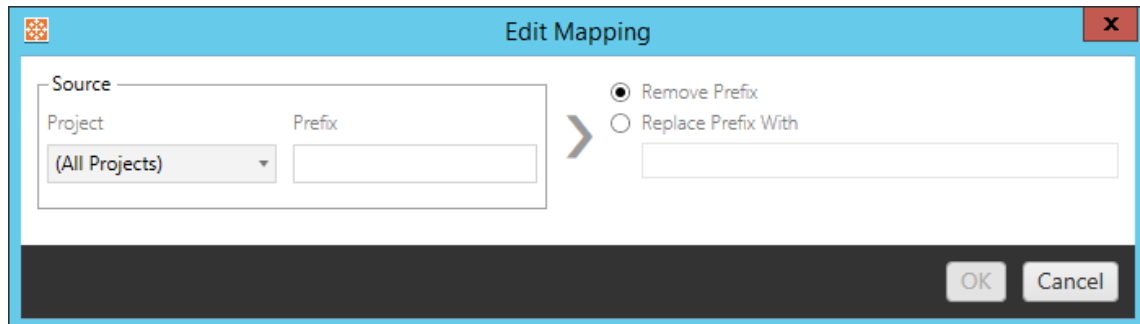 Edit Mapping
x
Source
Project
Prefix
(All Projects)
Remove Prefix
Replace Prefix With
OK
Cancel